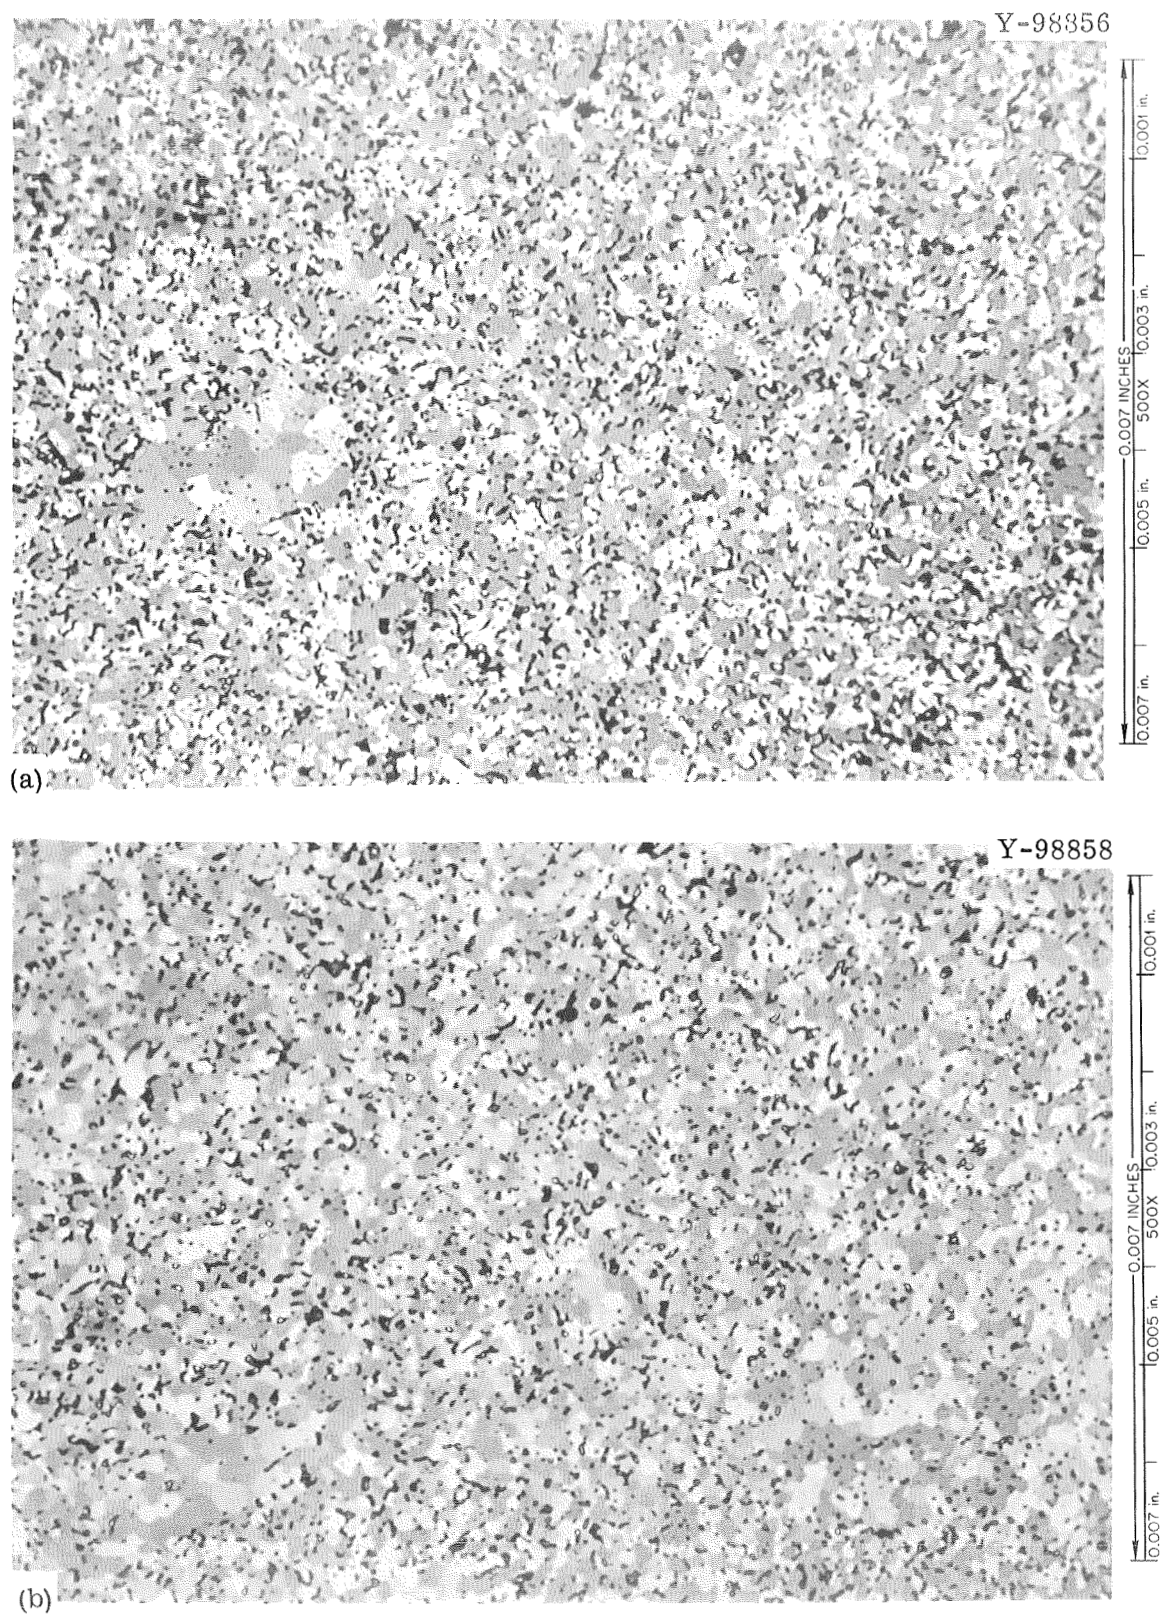 Y-98856
0.001 in.
0.003 in.
0.007 INCHES
500X
0.005 in.
0.007 in.
(a)
Y-98858
0.001 in.
0.003 in.
0.007 INCHES
500X
0.005 in.
0.007 in.
(b)